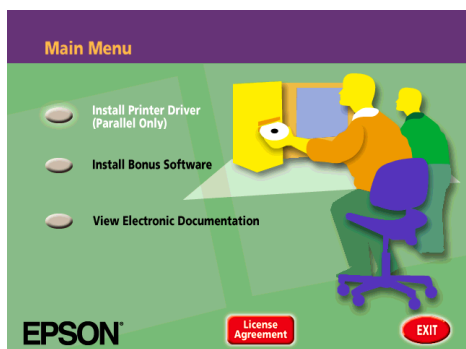 Main Menu
Install Printer Driver
(Parallel Only)
Install Bonus Software
View Electronic Documentation
EPSON®
License
Agreement
EXIT